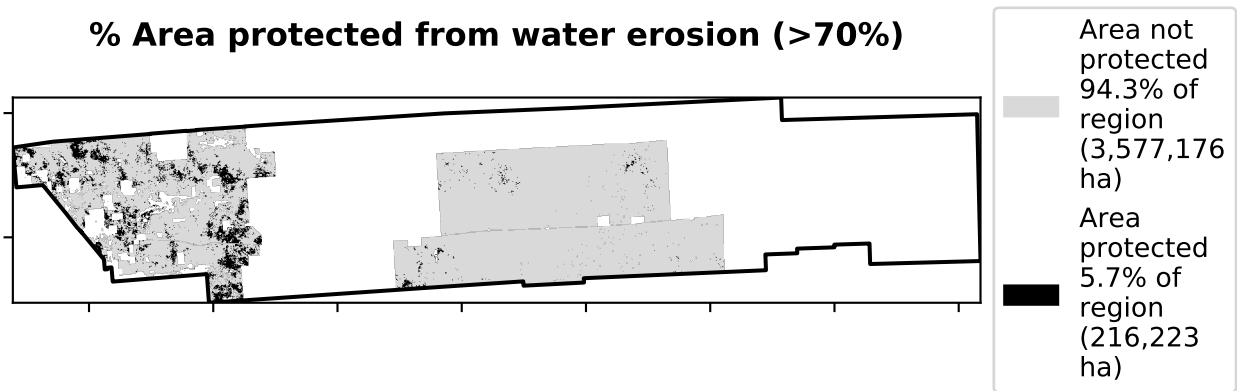 % Area protected from water erosion (>70%)
Area not
protected
94.3% of
region
(3,577,176
ha)
Area
protected
5.7% of
region
(216,223
ha)